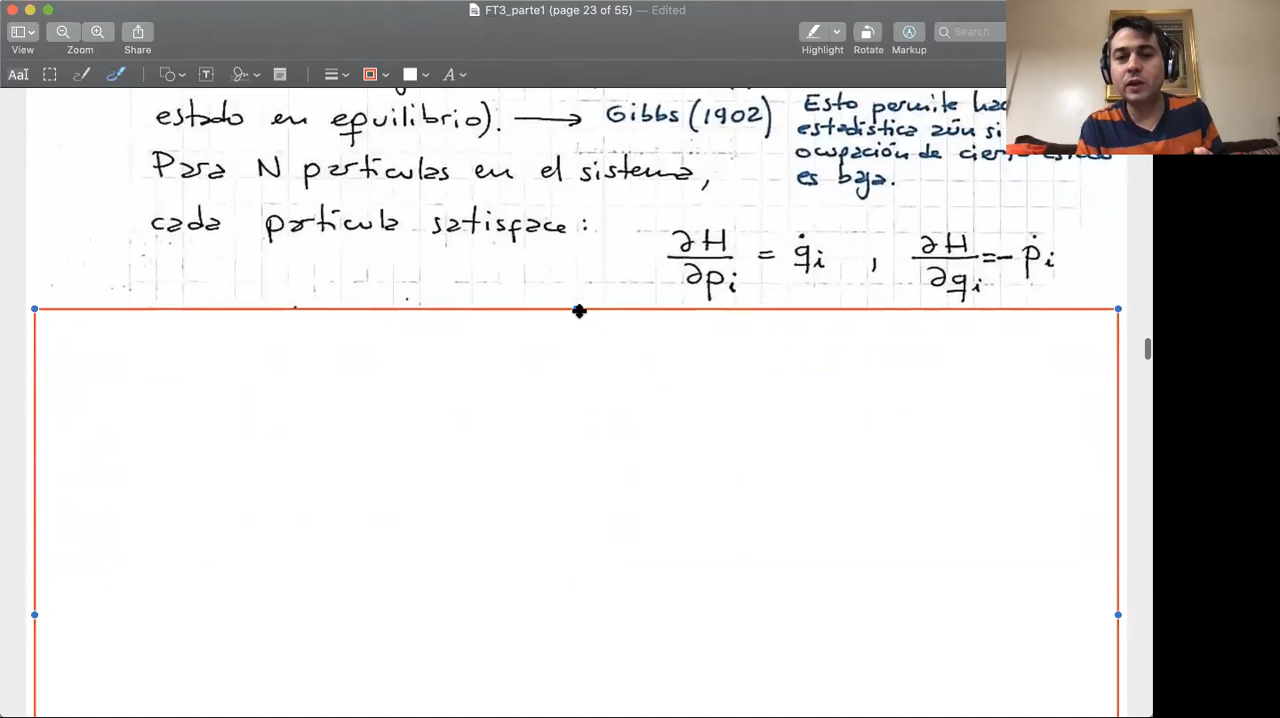 FT3_parte1 (page 23 of 55) — Edited
View Zoom Share Highlight Rotate Markup Search
AaI
estado en equilibrio). ⟶ Gibbs (1902)
Esto permite
estadística aún si
ocupación de
es baja.
Para N partículas en el sistema,
cada partícula satisface:
∂H/∂pᵢ = q̇ᵢ , ∂H/∂qᵢ = - ṗᵢ